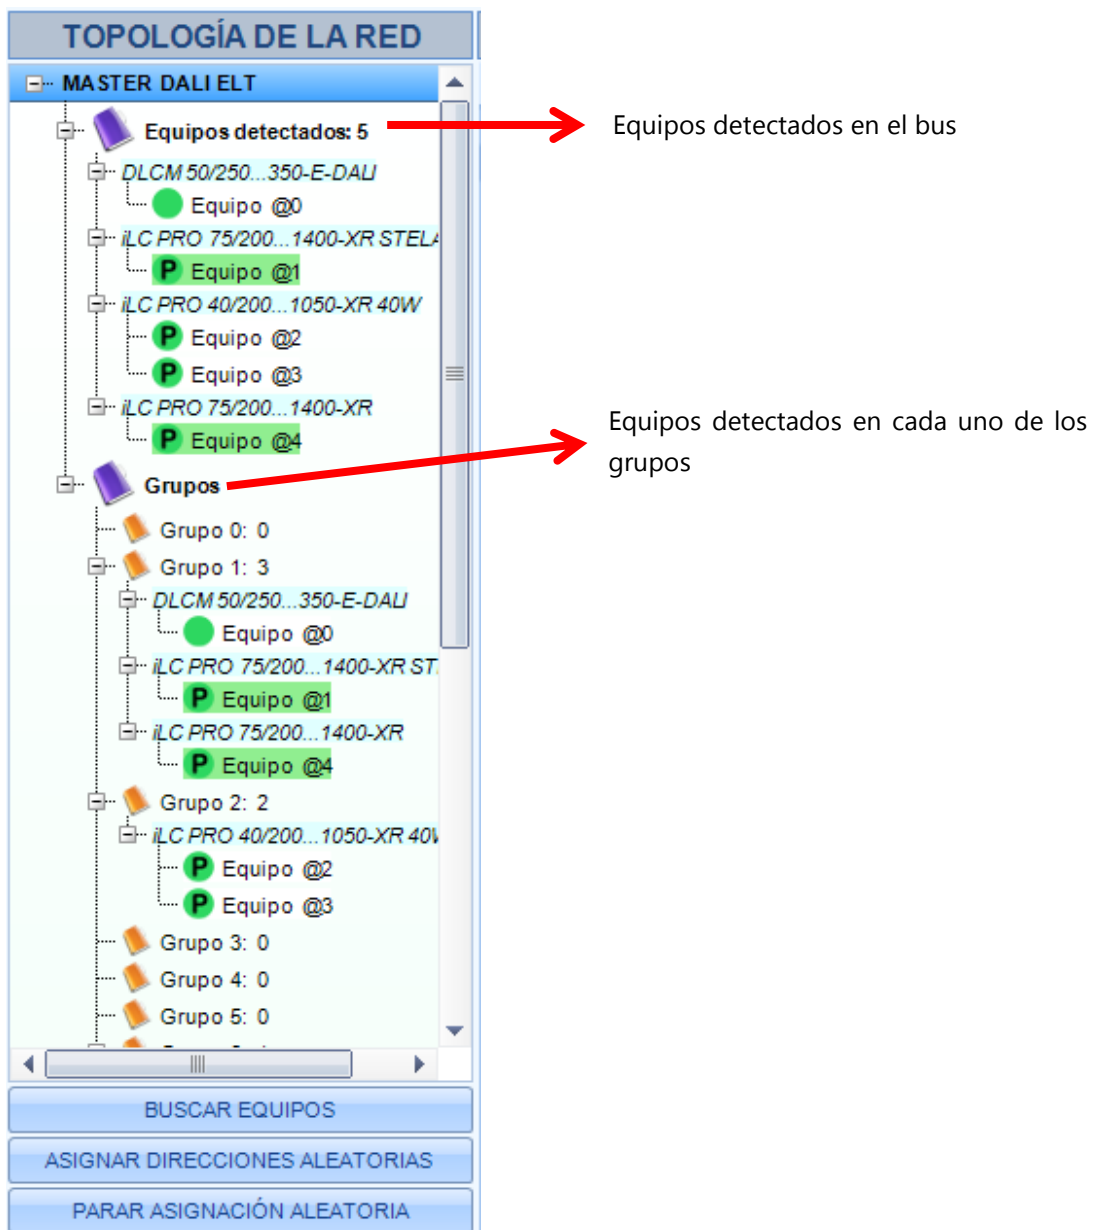 TOPOLOGÍA DE LA RED
MASTER DALI ELT
Equipos detectados: 5
Equipos detectados en el bus
DLCM 50/250...350-E-DALI
Equipo @0
iLC PRO 75/200...1400-XR STELA
P Equipo @1
iLC PRO 40/200...1050-XR 40W
P Equipo @2
P Equipo @3
iLC PRO 75/200...1400-XR
P Equipo @4
Equipos detectados en cada uno de los
grupos
Grupos
Grupo 0: 0
Grupo 1: 3
DLCM 50/250...350-E-DALI
Equipo @0
iLC PRO 75/200...1400-XR ST
P Equipo @1
iLC PRO 75/200...1400-XR
P Equipo @4
Grupo 2: 2
iLC PRO 40/200...1050-XR 40
P Equipo @2
P Equipo @3
Grupo 3: 0
Grupo 4: 0
Grupo 5: 0
BUSCAR EQUIPOS
ASIGNAR DIRECCIONES ALEATORIAS
PARAR ASIGNACIÓN ALEATORIA